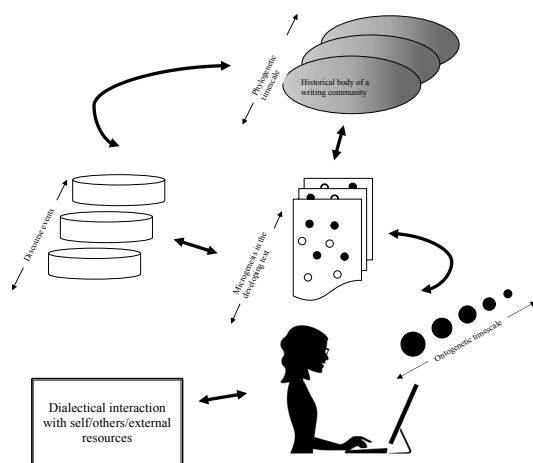 Phylogenetic
timescale
Historical body of a
writing community
Discourse events
Microgenesis in the
developing text
Ontogenetic timescale
Dialectical interaction
with self/others/external
resources